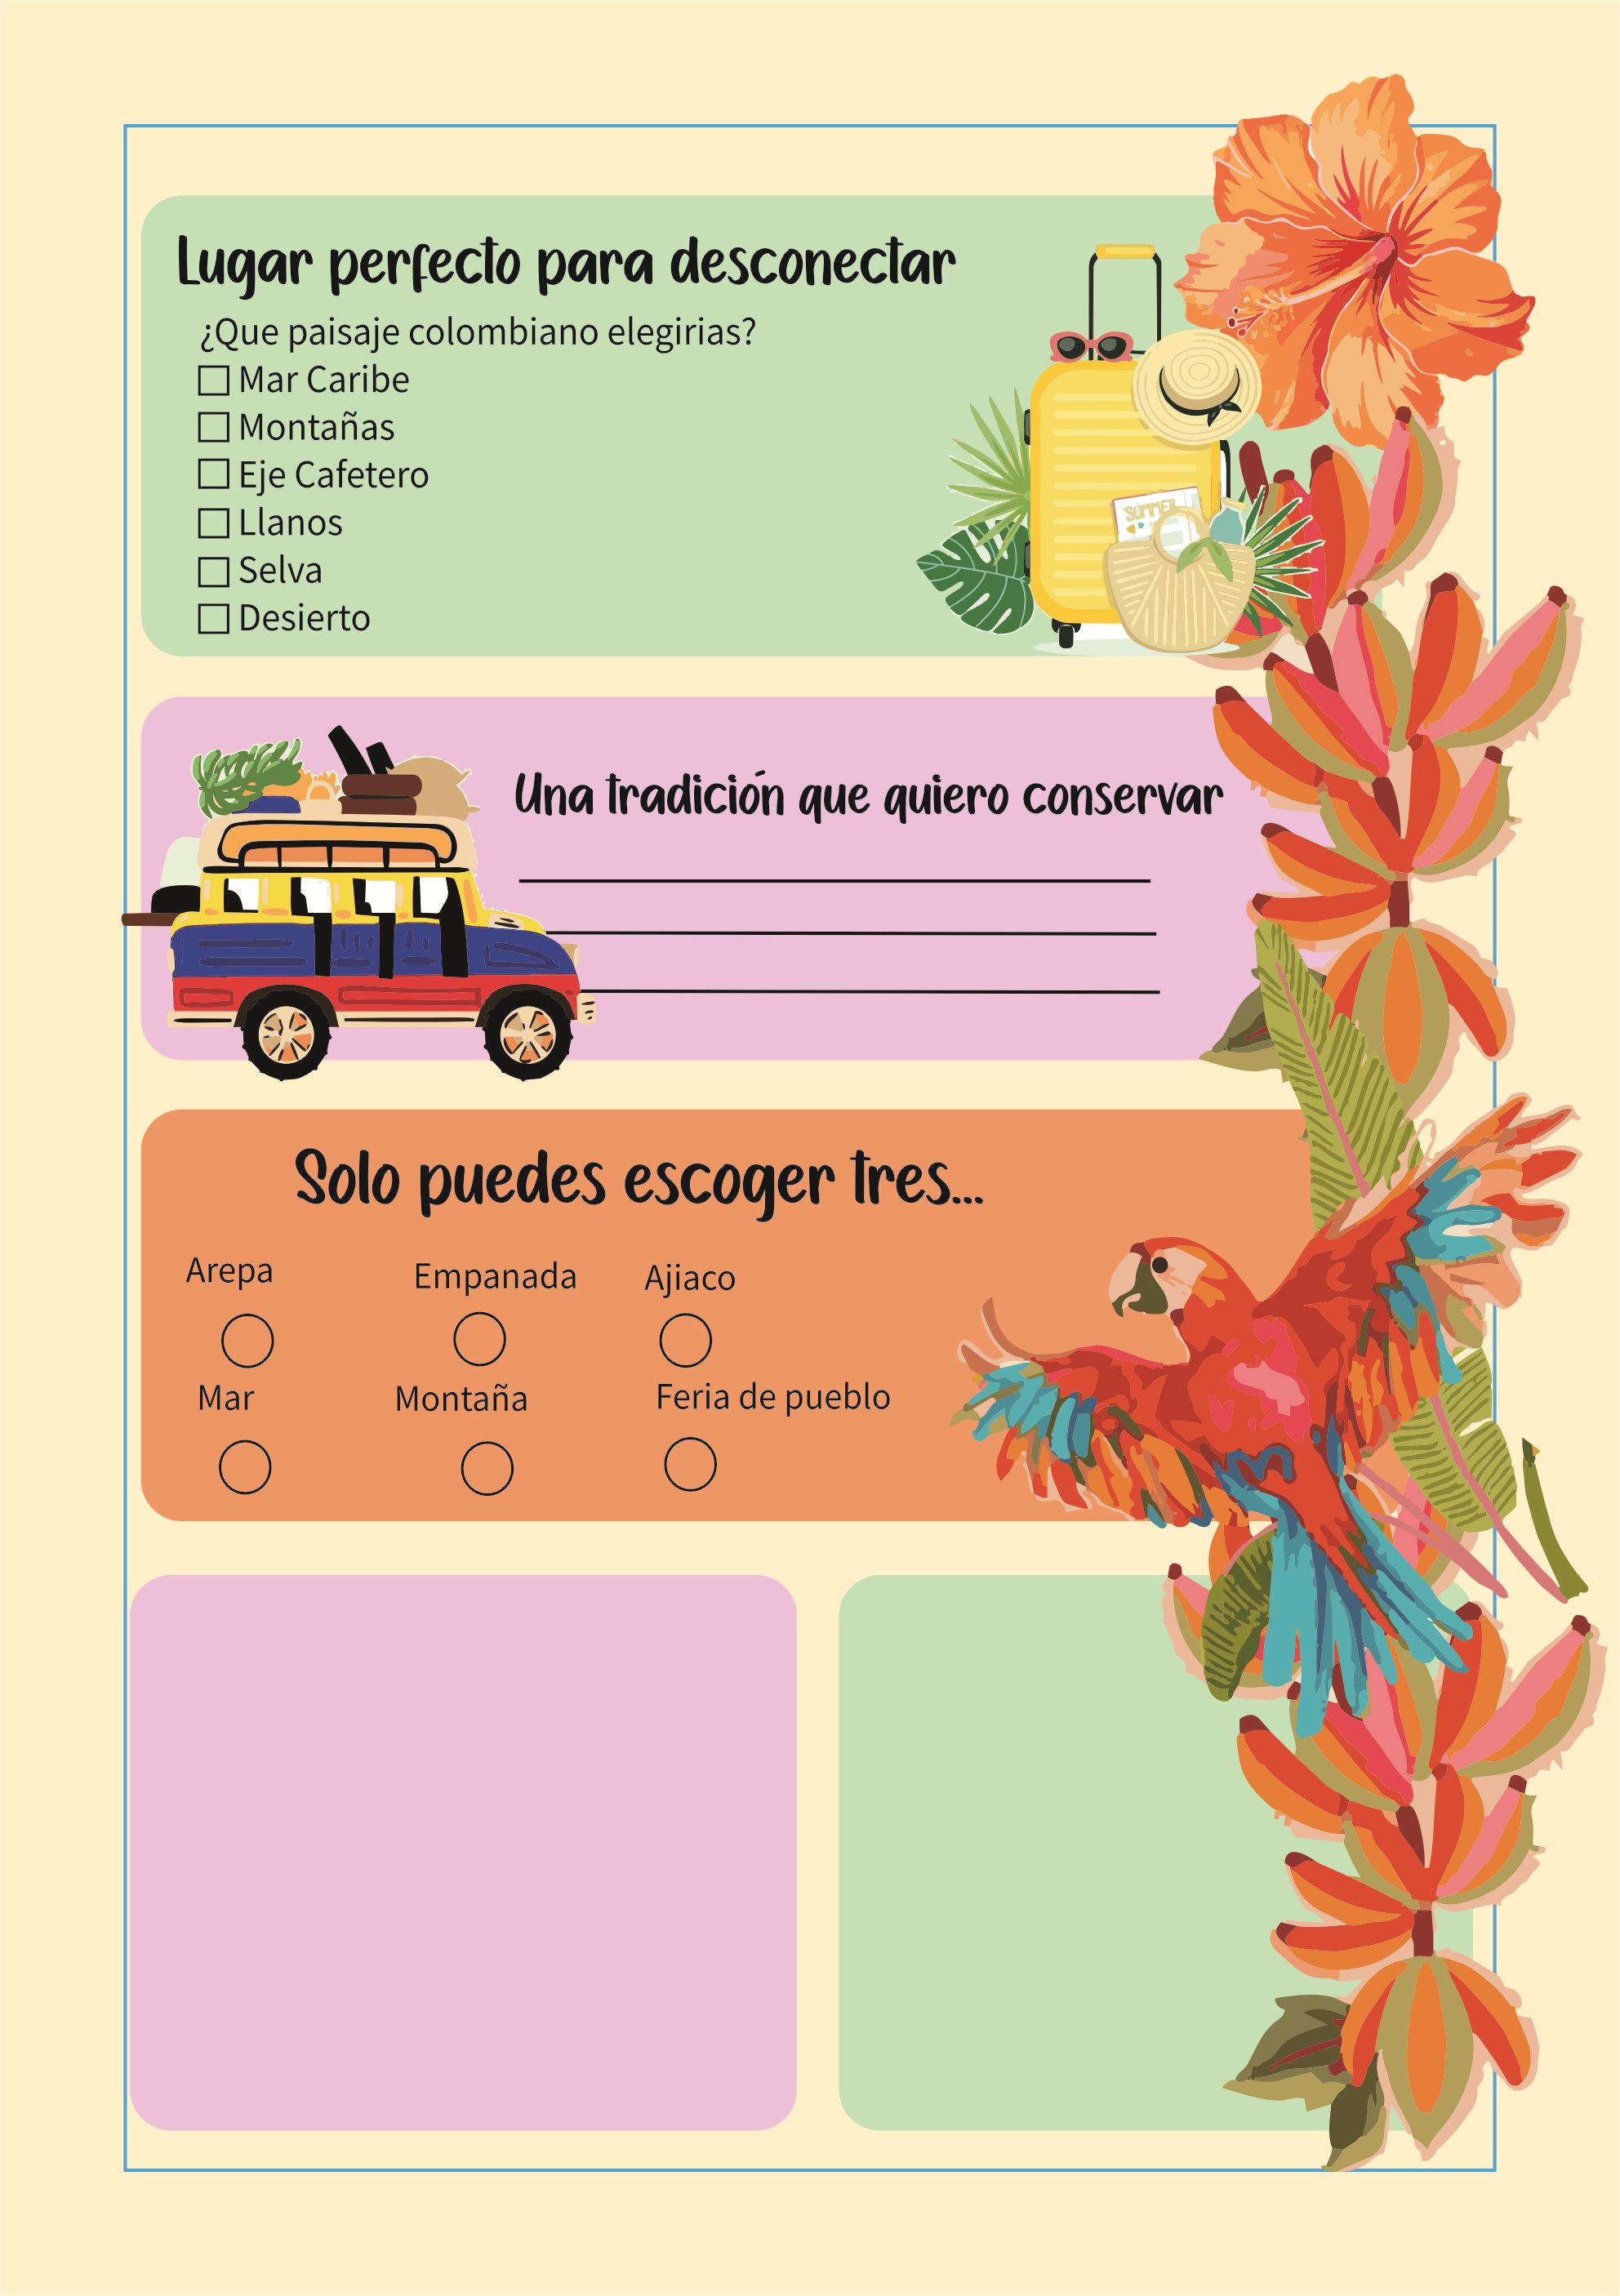 Lugar perfecto para desconectar
¿Que paisaje colombiano elegirias?
Mar Caribe
Montañas
Eje Cafetero
Llanos
Selva
Desierto
SUMMER
Una tradición que quiero conservar
Solo puedes escoger tres...
Arepa Empanada Ajiaco
Mar Montaña Feria de pueblo